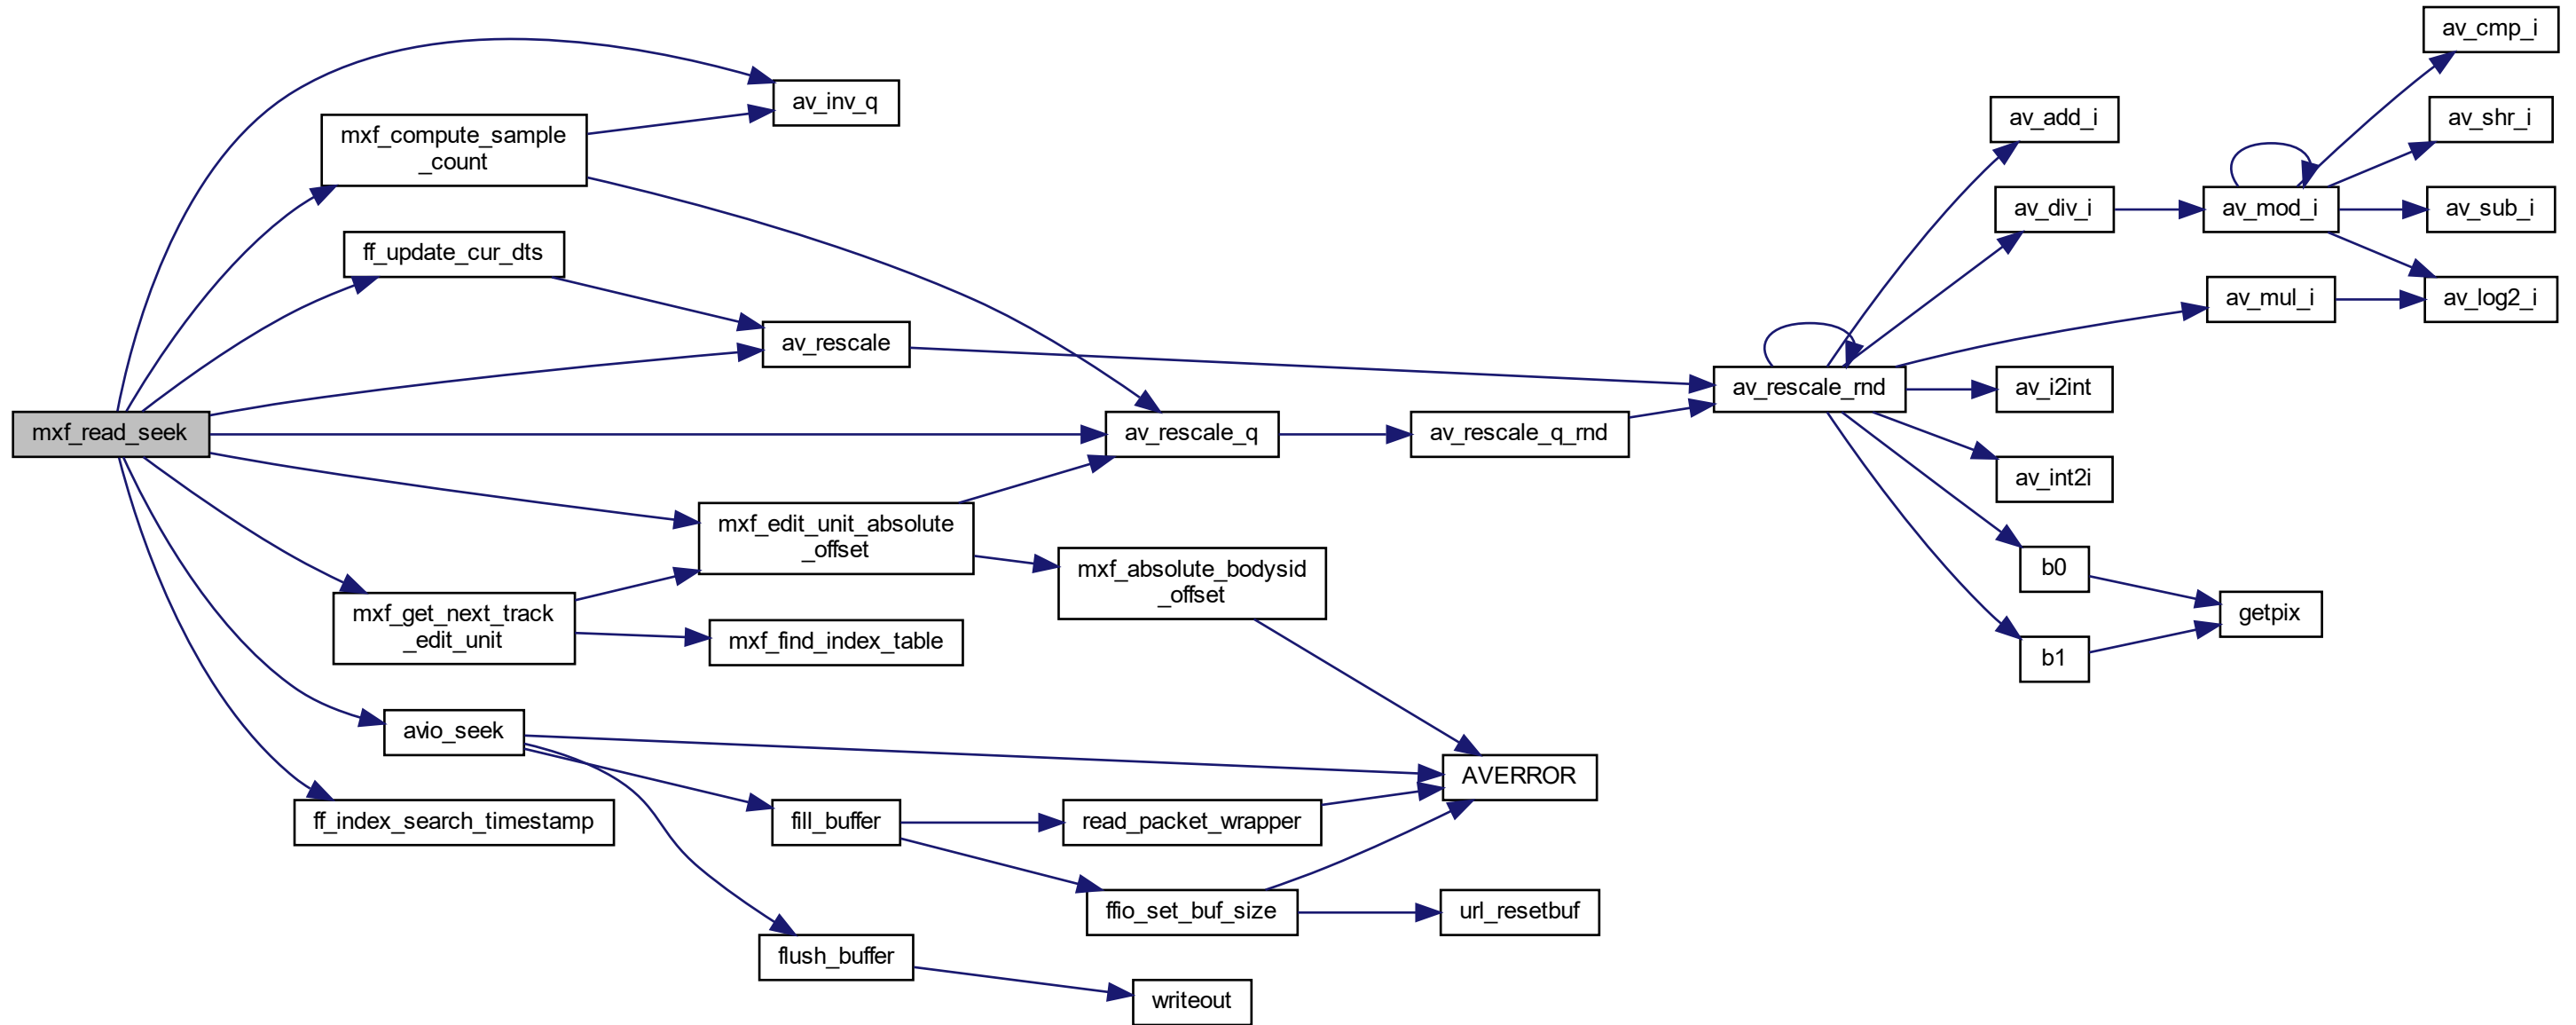 mxf_read_seek
av_inv_q
mxf_compute_sample
_count
ff_update_cur_dts
av_rescale
av_rescale_q
av_rescale_q_rnd
av_rescale_rnd
mxf_edit_unit_absolute
_offset
mxf_absolute_bodysid
_offset
mxf_get_next_track
_edit_unit
mxf_find_index_table
avio_seek
AVERROR
ff_index_search_timestamp
fill_buffer
read_packet_wrapper
ffio_set_buf_size
url_resetbuf
flush_buffer
writeout
av_add_i
av_div_i
av_mod_i
av_cmp_i
av_shr_i
av_sub_i
av_log2_i
av_mul_i
av_i2int
av_int2i
b0
b1
getpix